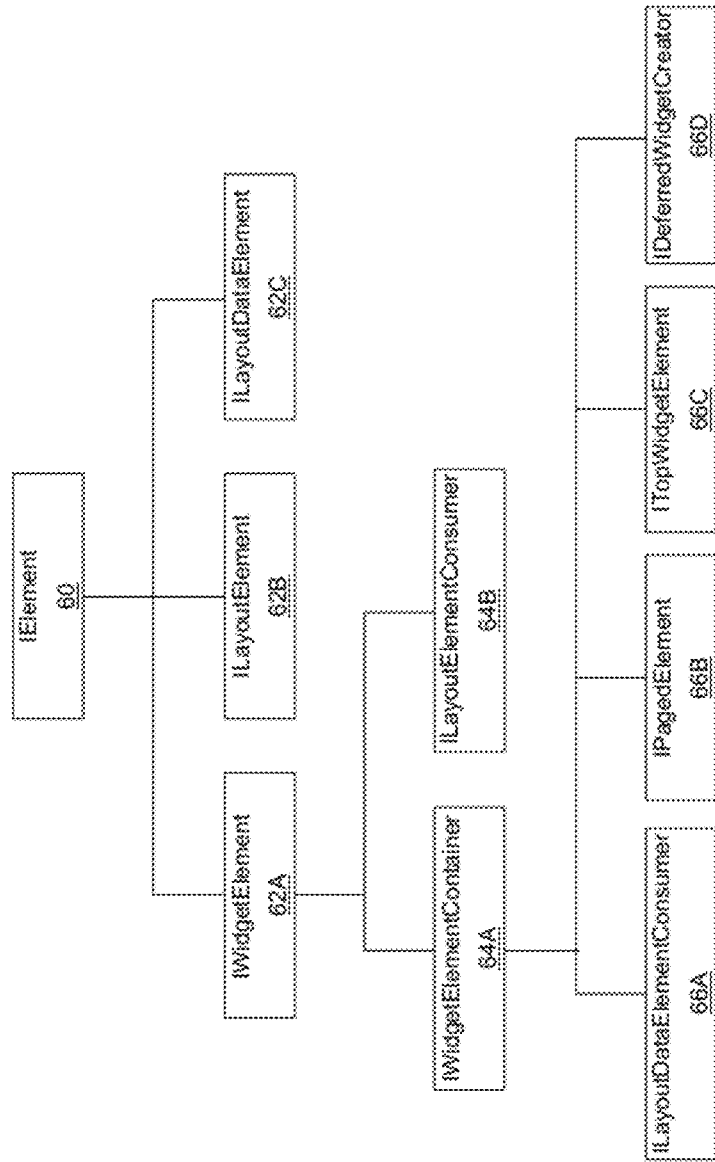 IElement
60
IWidgetElement
62A
ILayoutElement
62B
ILayoutDataElement
62C
IWidgetElementContainer
64A
ILayoutElementConsumer
64B
ILayoutDataElementConsumer
66A
IPagedElement
66B
ITopWidgetElement
66C
IDeferredWidgetCreator
66D